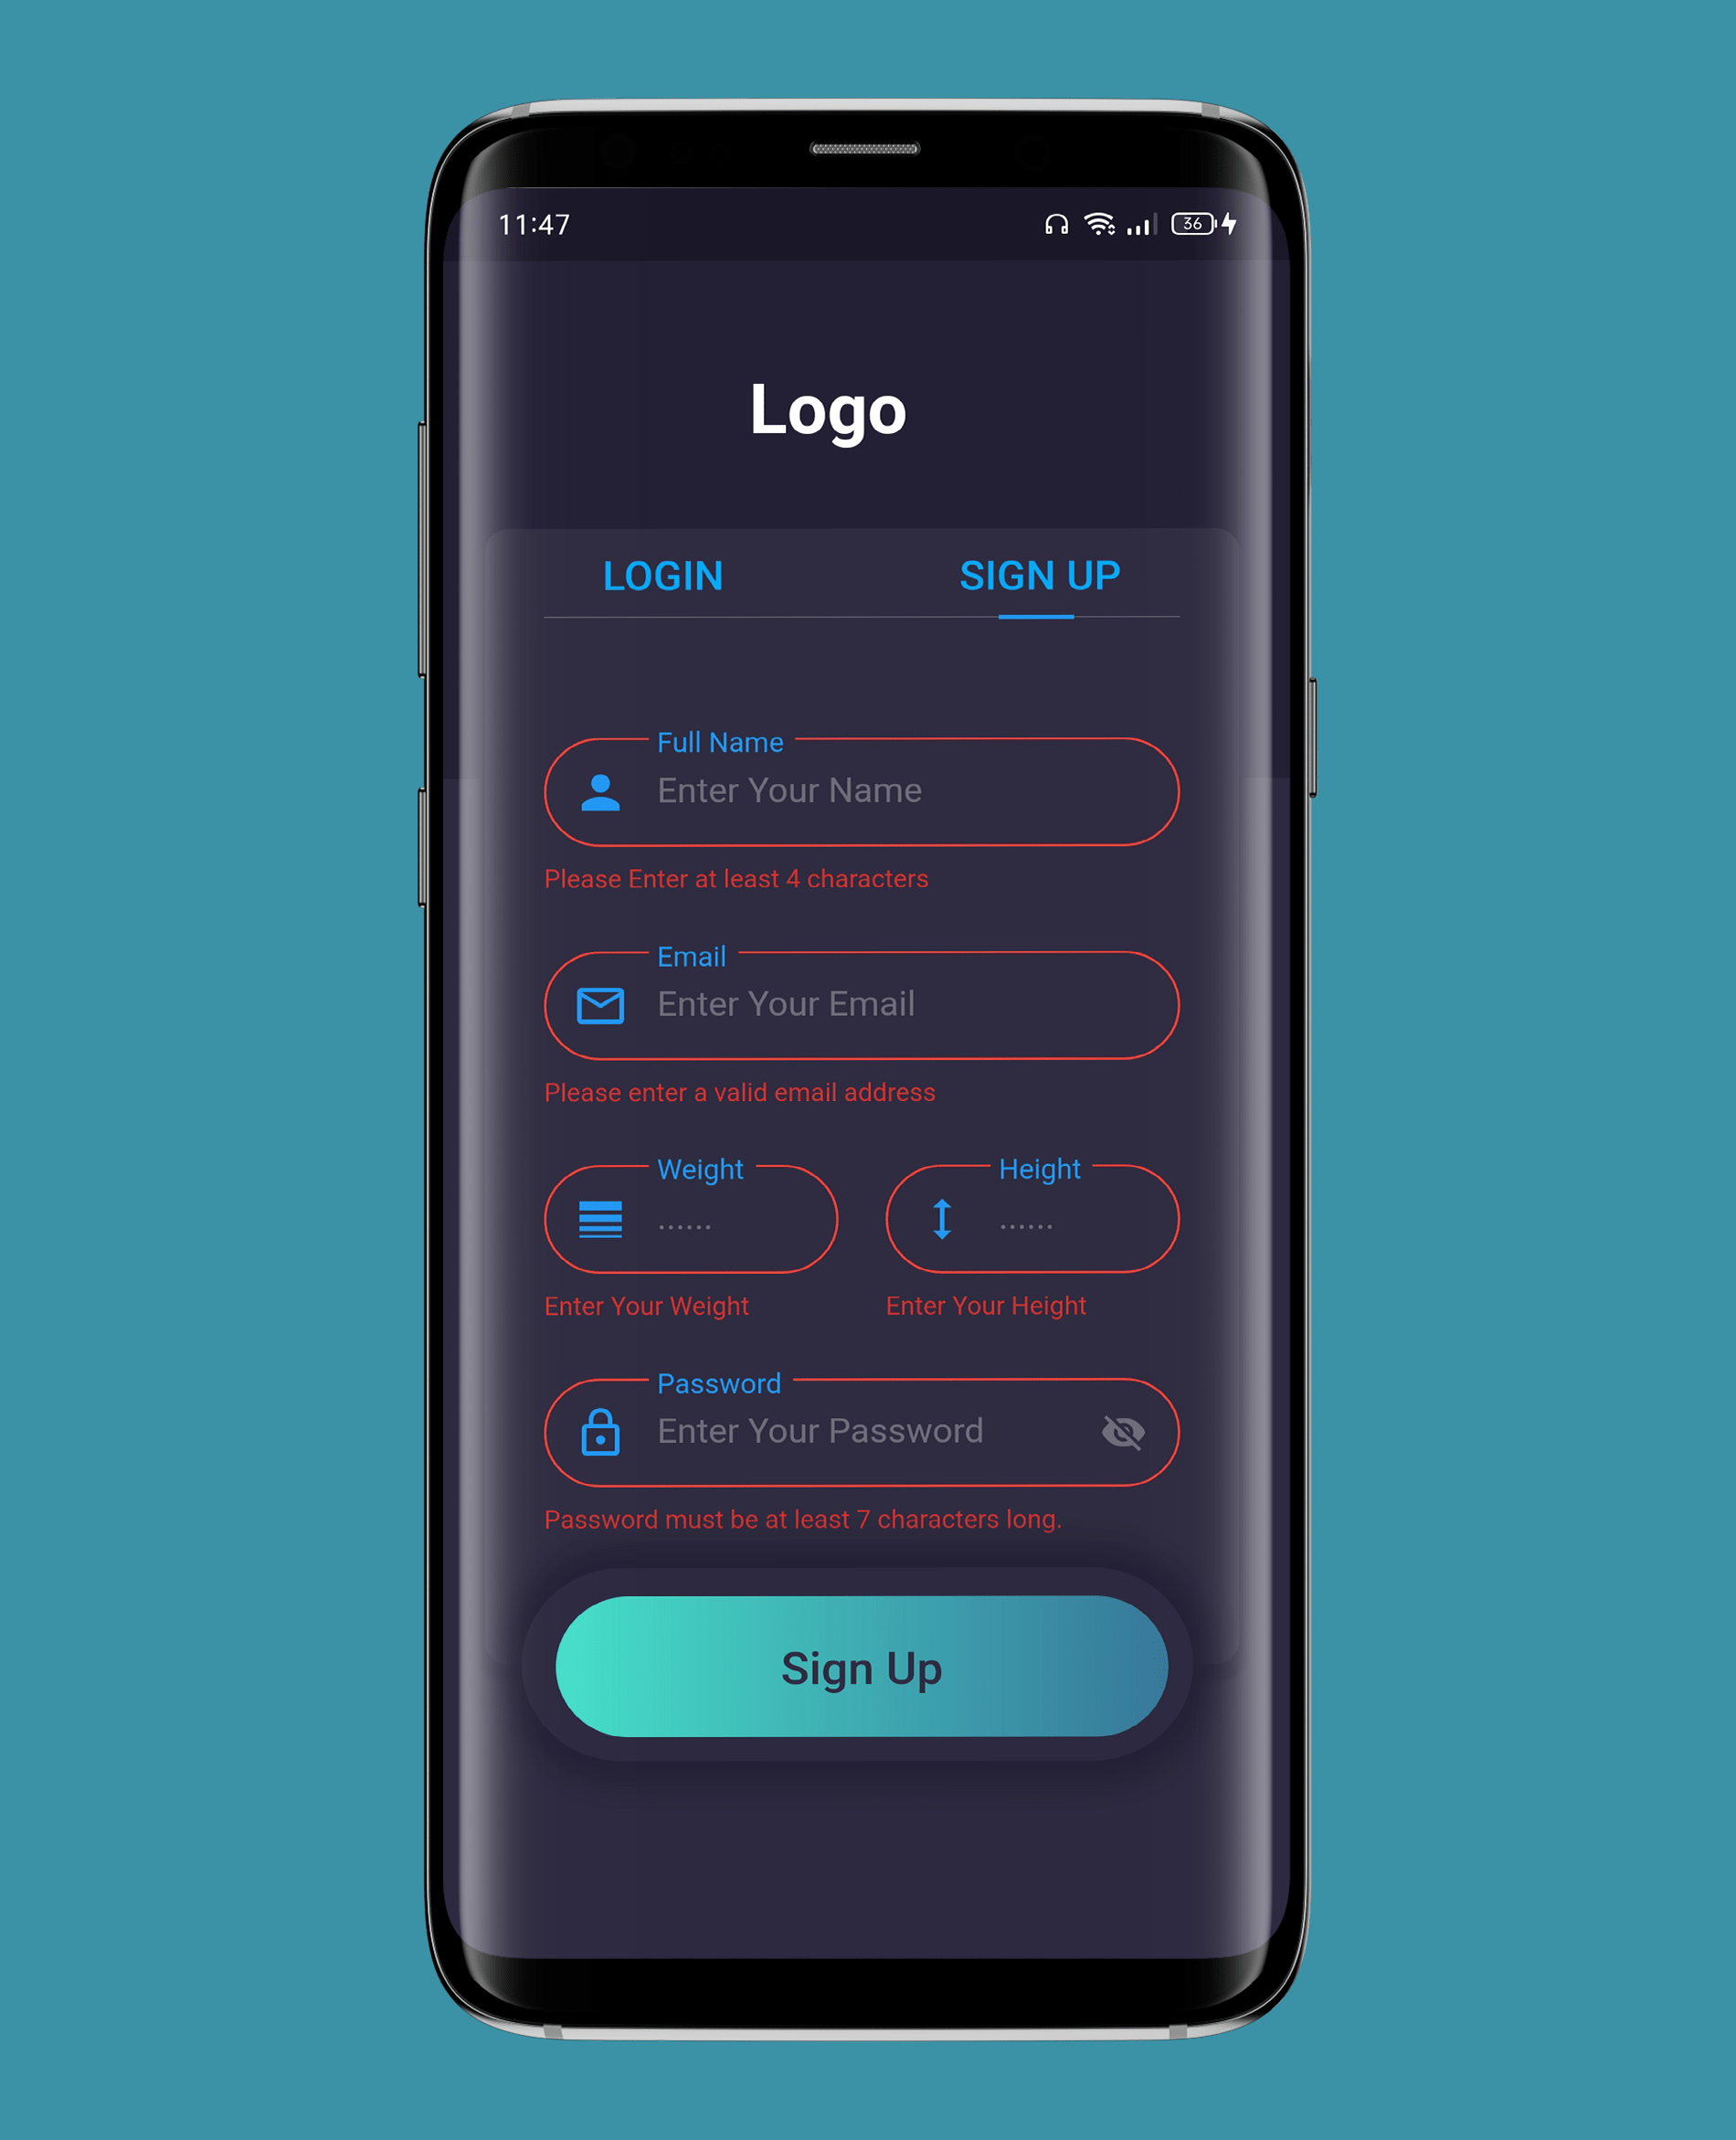 11:47
36
Logo
LOGIN SIGN UP
Full Name
Enter Your Name
Please Enter at least 4 characters
Email
Enter Your Email
Please enter a valid email address
Weight Height
...... ......
Enter Your Weight Enter Your Height
Password
Enter Your Password
Password must be at least 7 characters long.
Sign Up